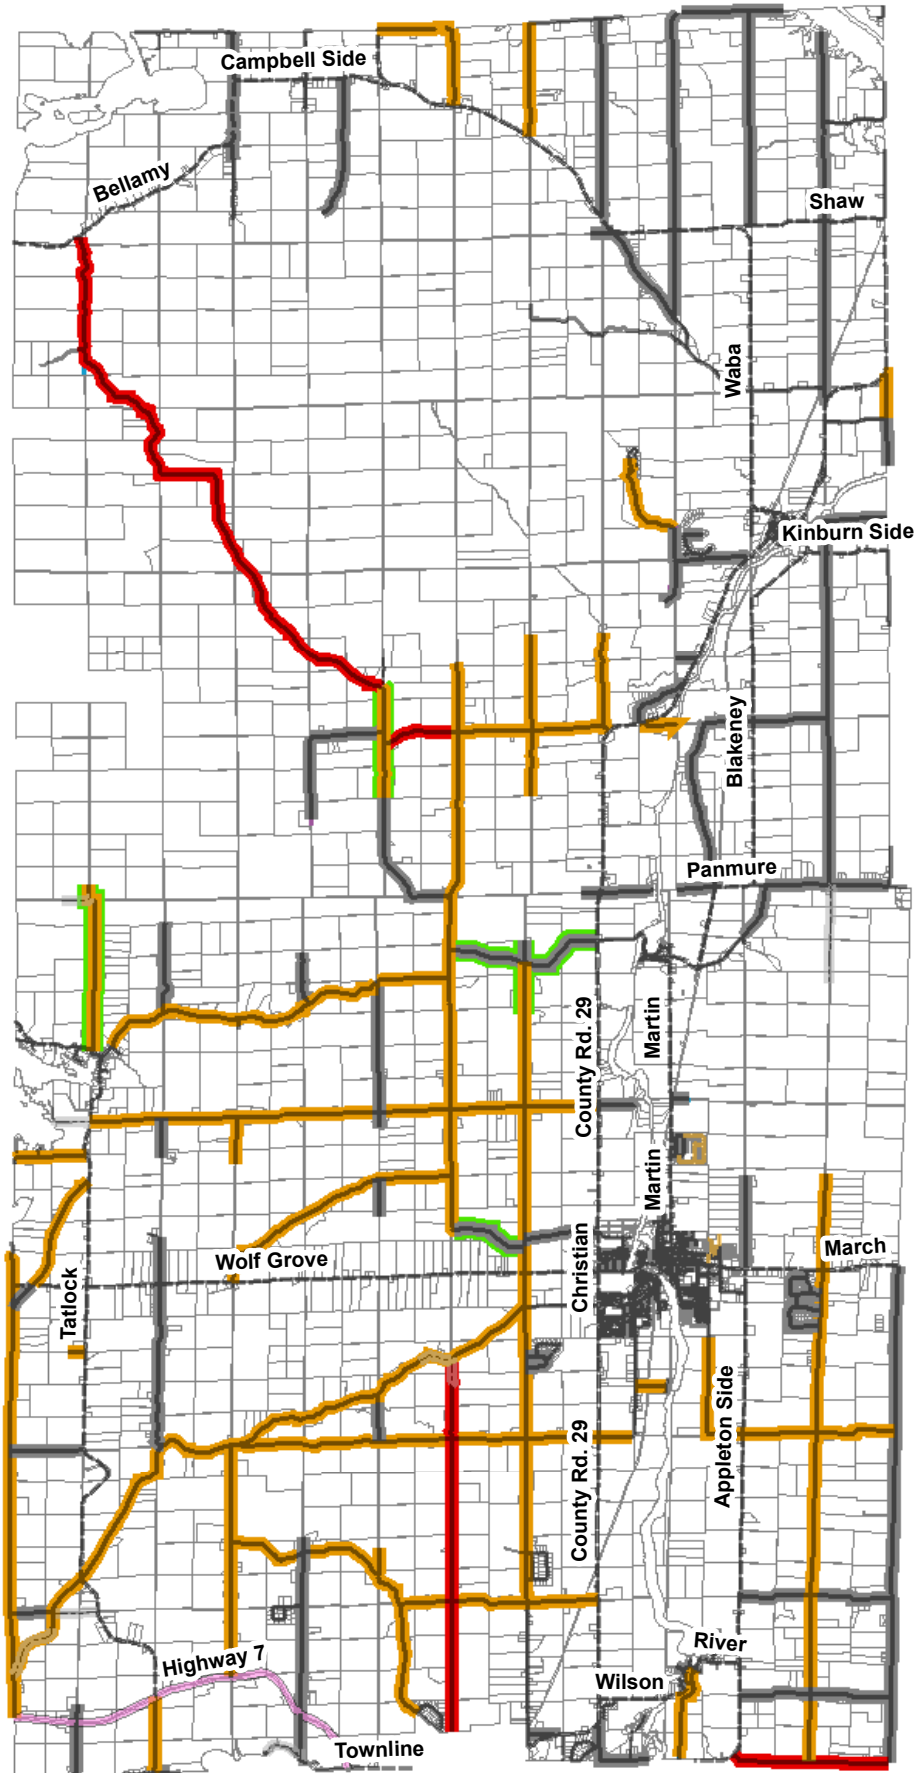 Campbell Side
Bellamy
Shaw
Waba
Kinburn Side
Blakeney
Panmure
County Rd. 29
Martin
Martin
Christian
Wolf Grove
March
Tatlock
Appleton Side
County Rd. 29
River
Highway 7
Wilson
Townline